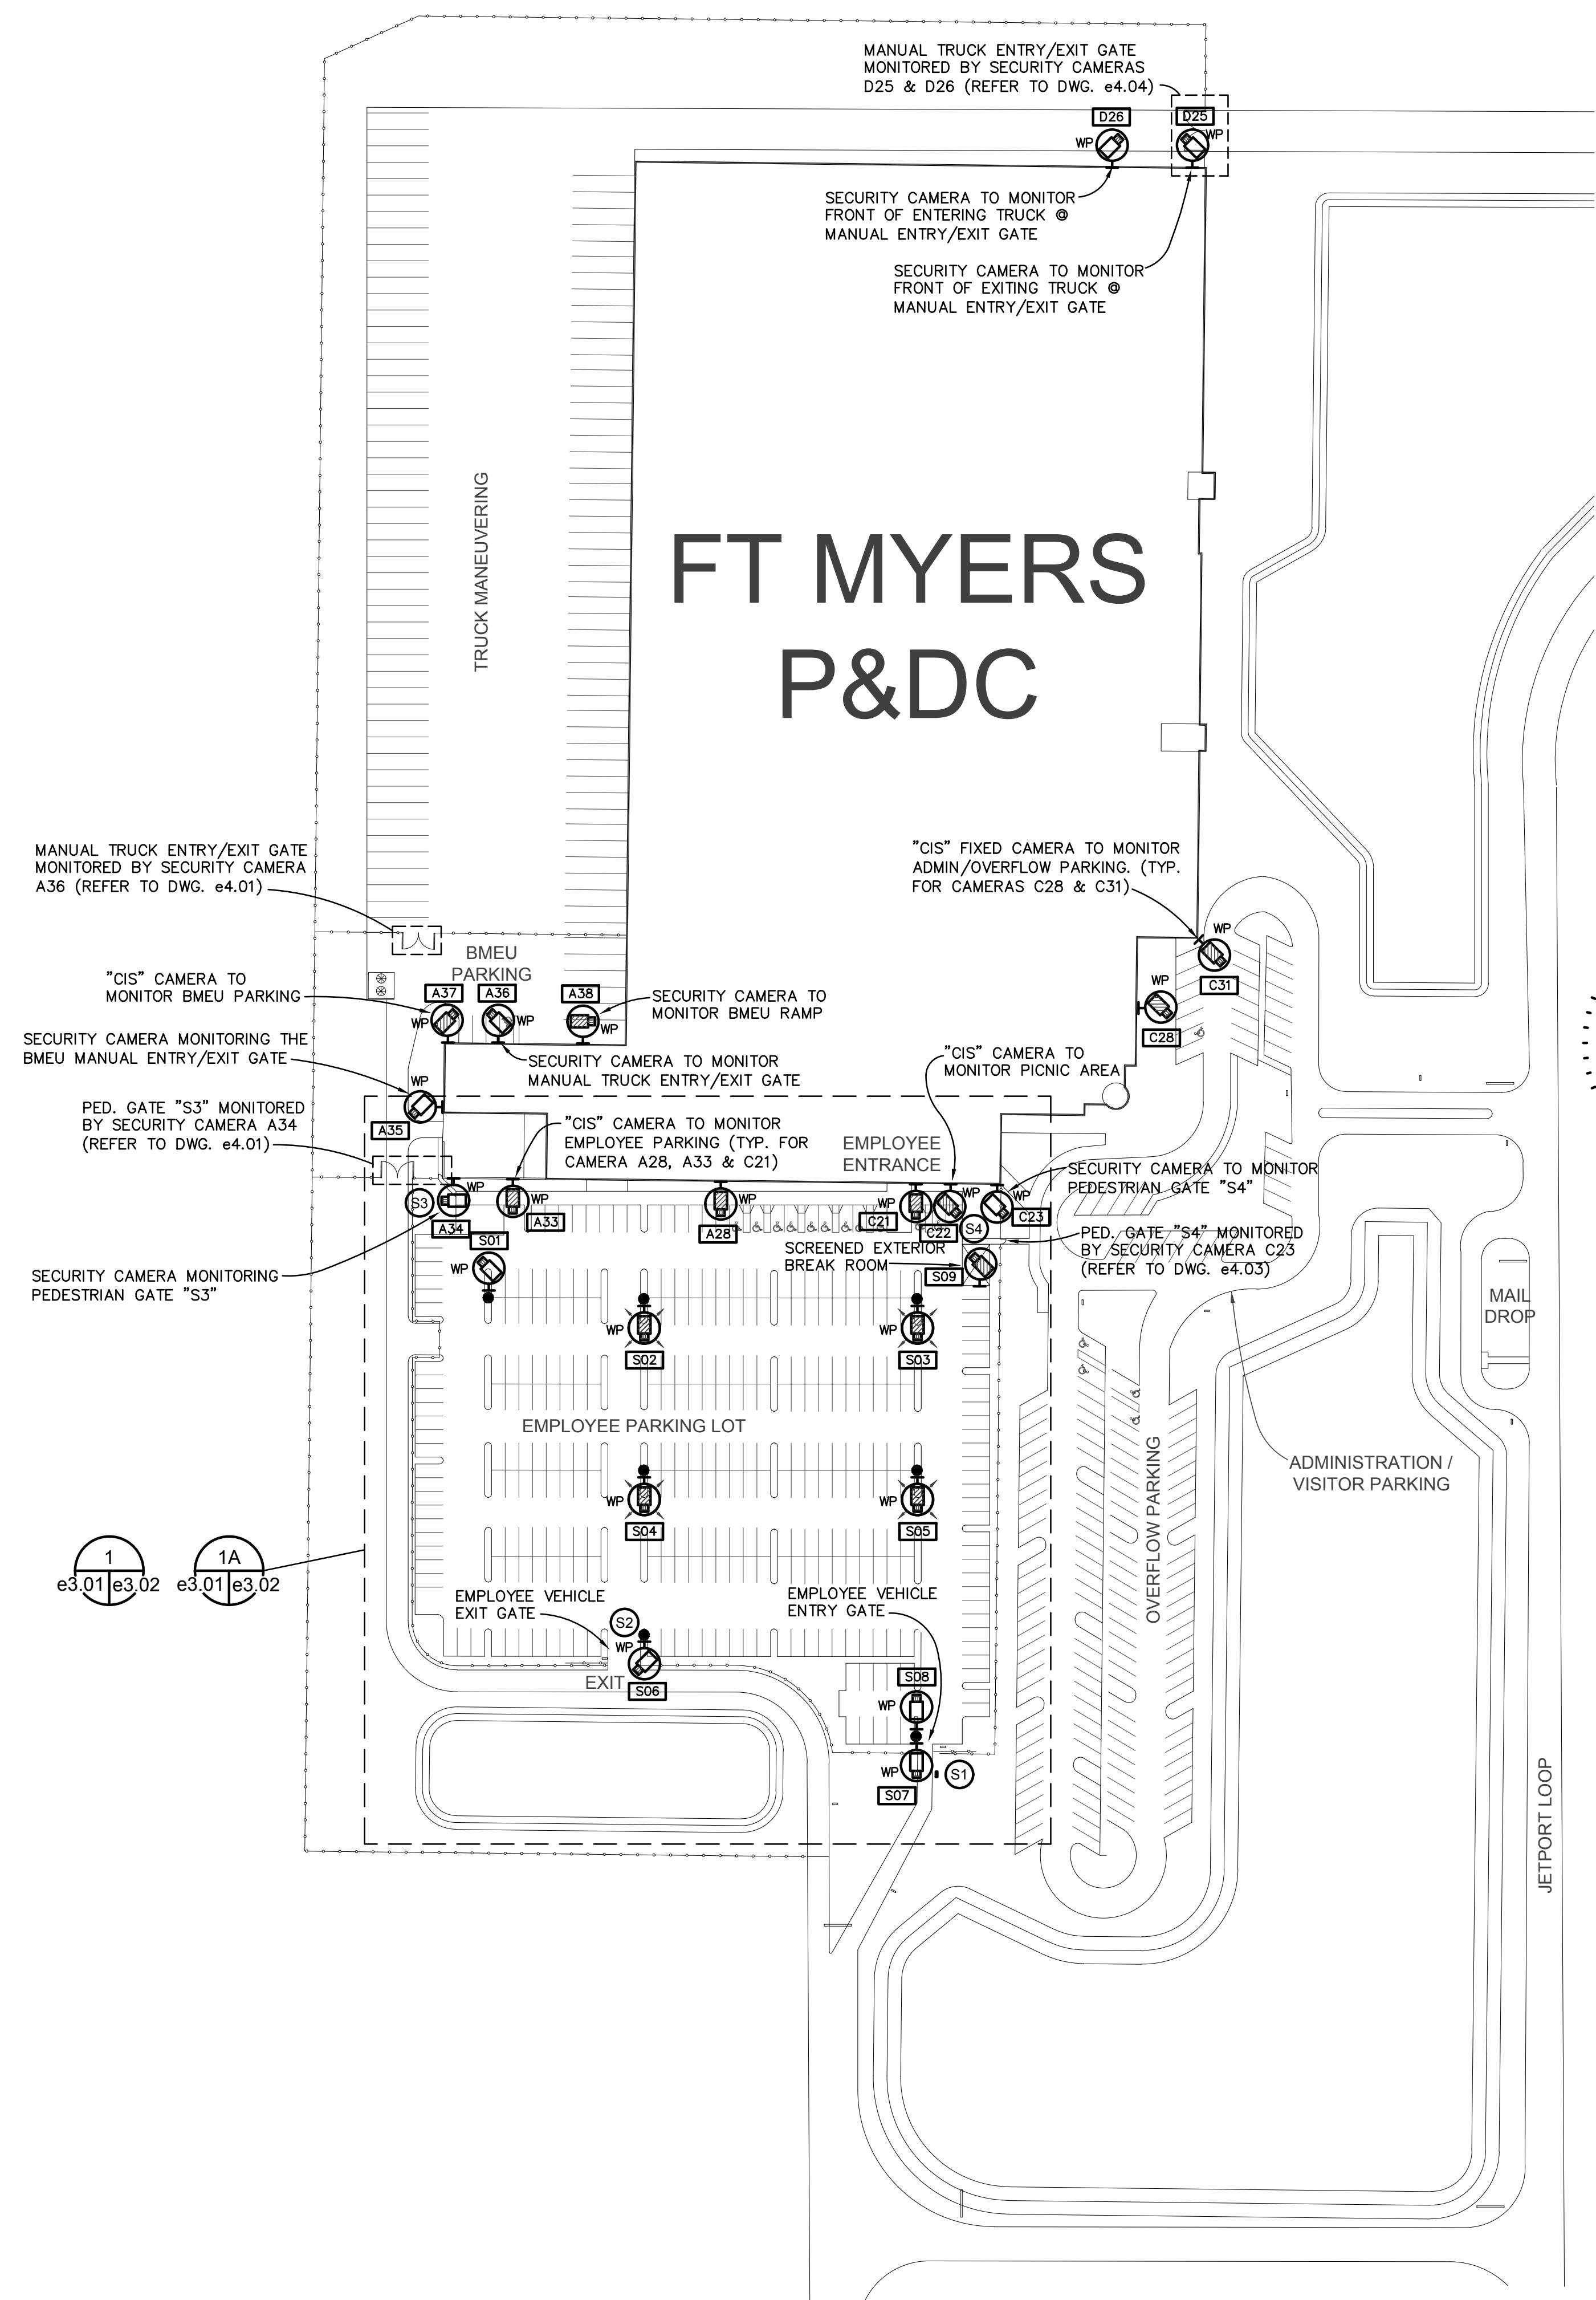 MANUAL TRUCK ENTRY/EXIT GATE
MONITORED BY SECURITY CAMERAS
D25 & D26 (REFER TO DWG. e4.04)
D26
D25
WP
WP
SECURITY CAMERA TO MONITOR
FRONT OF ENTERING TRUCK @
MANUAL ENTRY/EXIT GATE
SECURITY CAMERA TO MONITOR
FRONT OF EXITING TRUCK @
MANUAL ENTRY/EXIT GATE
TRUCK MANEUVERING
FT MYERS
P&DC
MANUAL TRUCK ENTRY/EXIT GATE
MONITORED BY SECURITY CAMERA
A36 (REFER TO DWG. e4.01)
"CIS" FIXED CAMERA TO MONITOR
ADMIN/OVERFLOW PARKING. (TYP.
FOR CAMERAS C28 & C31)
WP
C31
WP
C28
BMEU
PARKING
"CIS" CAMERA TO
MONITOR BMEU PARKING
A37
A36
A38
WP
WP
WP
SECURITY CAMERA TO
MONITOR BMEU RAMP
SECURITY CAMERA MONITORING THE
BMEU MANUAL ENTRY/EXIT GATE
SECURITY CAMERA TO MONITOR
MANUAL TRUCK ENTRY/EXIT GATE
"CIS" CAMERA TO
MONITOR PICNIC AREA
WP
A35
PED. GATE "S3" MONITORED
BY SECURITY CAMERA A34
(REFER TO DWG. e4.01)
"CIS" CAMERA TO MONITOR
EMPLOYEE PARKING (TYP. FOR
CAMERA A28, A33 & C21)
EMPLOYEE
ENTRANCE
SECURITY CAMERA TO MONITOR
PEDESTRIAN GATE "S4"
S3
WP
A34
WP
A33
WP
A28
WP
C21
WP
C22
WP
C23
S4
PED. GATE "S4" MONITORED
BY SECURITY CAMERA C23
(REFER TO DWG. e4.03)
SCREENED EXTERIOR
BREAK ROOM
S09
S01
WP
SECURITY CAMERA MONITORING
PEDESTRIAN GATE "S3"
WP
S02
WP
S03
MAIL
DROP
EMPLOYEE PARKING LOT
OVERFLOW PARKING
ADMINISTRATION /
VISITOR PARKING
WP
S04
WP
S05
1
e3.01 e3.02
1A
e3.01 e3.02
EMPLOYEE VEHICLE
EXIT GATE
EMPLOYEE VEHICLE
ENTRY GATE
S2
WP
EXIT
S06
S08
WP
WP
S07
S1
JETPORT LOOP